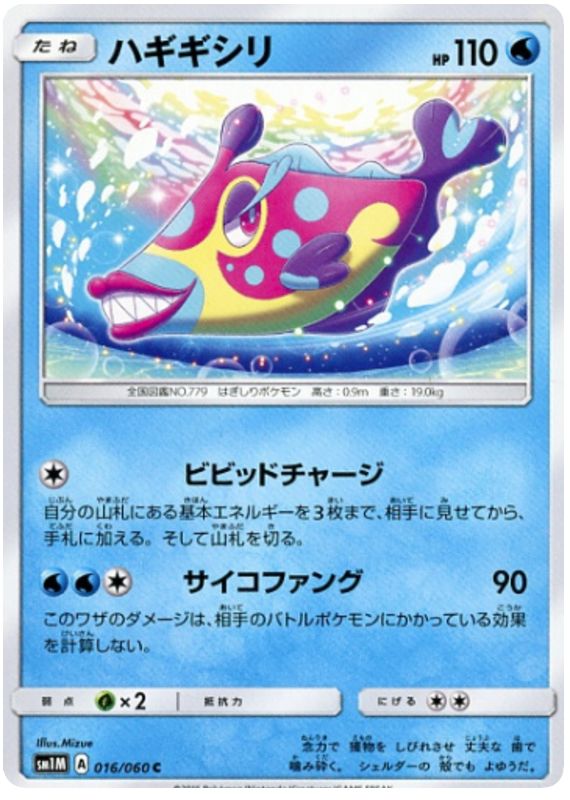 たね ハギギシリ HP 110
全国図鑑NO.779 はぎしりポケモン 高さ:0.9m 重さ:19.0kg
ビビッドチャージ
自分の山札にある基本エネルギーを3枚まで、相手に見せてから、
手札に加える。そして山札を切る。
サイコファング 90
このワザのダメージは、相手のバトルポケモンにかかっている効果
を計算しない。
弱点 ×2 抵抗力 にげる
Illus.Mizue
sm1M A 016/060 C
念力で 獲物を しびれさせ 丈夫な 歯で
噛み砕く。 シェルダーの 殻でも よゆうだ。